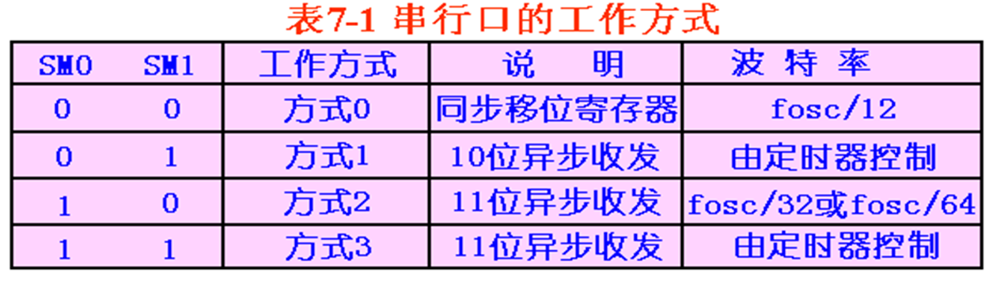 表7-1 串行口的工作方式
SM0 SM1 工作方式 说 明 波 特 率
0 0 方式0 同步移位寄存器 fosc/12
0 1 方式1 10位异步收发 由定时器控制
1 0 方式2 11位异步收发 fosc/32或fosc/64
1 1 方式3 11位异步收发 由定时器控制